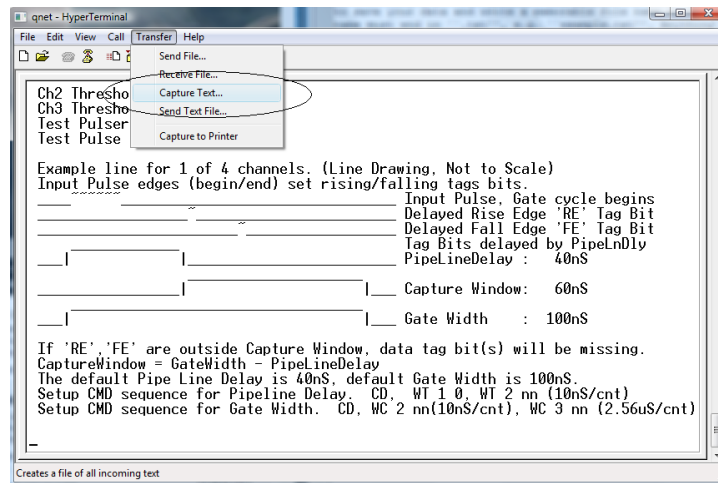 qnet - HyperTerminal
File Edit View Call Transfer Help
Send File...
Receive File...
Capture Text...
Send Text File...
Capture to Printer
Ch2 Thresho
Ch3 Thresho
Test Pulser
Test Pulse
Example line for 1 of 4 channels. (Line Drawing, Not to Scale)
Input Pulse edges (begin/end) set rising/falling tags bits.
Input Pulse, Gate cycle begins
Delayed Rise Edge 'RE' Tag Bit
Delayed Fall Edge 'FE' Tag Bit
Tag Bits delayed by PipeLnDly
PipeLineDelay : 40nS
Capture Window: 60nS
Gate Width : 100nS
If 'RE','FE' are outside Capture Window, data tag bit(s) will be missing.
CaptureWindow = GateWidth - PipeLineDelay
The default Pipe Line Delay is 40nS, default Gate Width is 100nS.
Setup CMD sequence for Pipeline Delay. CD, WT 1 0, WT 2 nn (10nS/cnt)
Setup CMD sequence for Gate Width. CD, WC 2 nn(10nS/cnt), WC 3 nn (2.56uS/cnt)
Creates a file of all incoming text